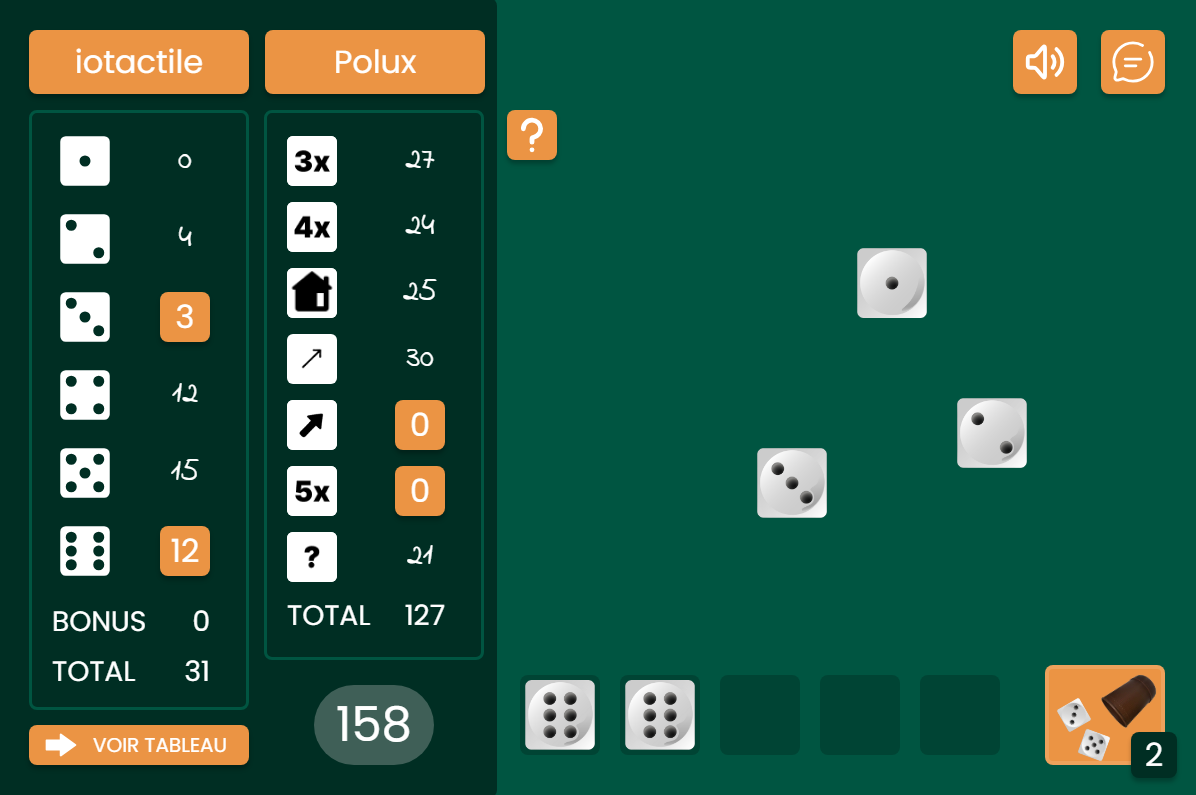 iotactile
Polux
0
4
3
12
15
12
BONUS 0
TOTAL 31
VOIR TABLEAU
3x 27
4x 24
25
30
0
5x 0
? 21
TOTAL 127
158
?
2